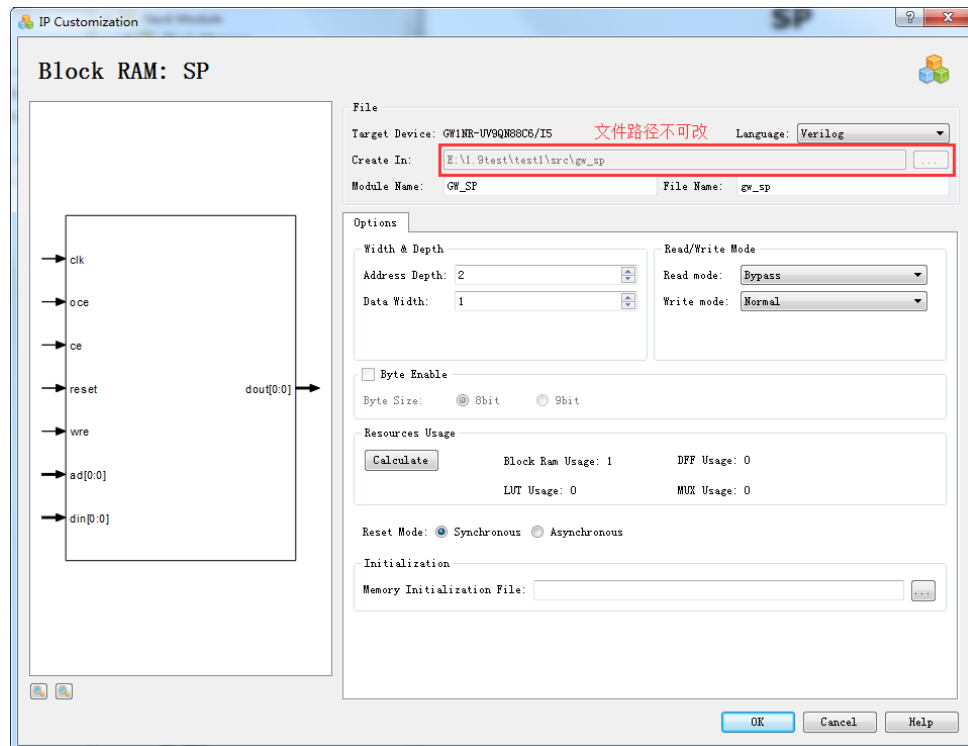 IP Customization
SP
Block RAM: SP
clk
oce
ce
reset
wre
ad[0:0]
din[0:0]
dout[0:0]
File
Target Device: GW1NR-UV9QN88C6/I5 文件路径不可改 Language: Verilog
Create In: E:\1.9test\test1\src\gw_sp ...
Module Name: GW_SP File Name: gw_sp
Options
Width & Depth
Address Depth: 2
Data Width: 1
Read/Write Mode
Read mode: Bypass
Write mode: Normal
Byte Enable
Byte Size: 8bit 9bit
Resources Usage
Calculate Block Ram Usage: 1 DFF Usage: 0
LUT Usage: 0 MUX Usage: 0
Reset Mode: Synchronous Asynchronous
Initialization
Memory Initialization File: ...
OK Cancel Help